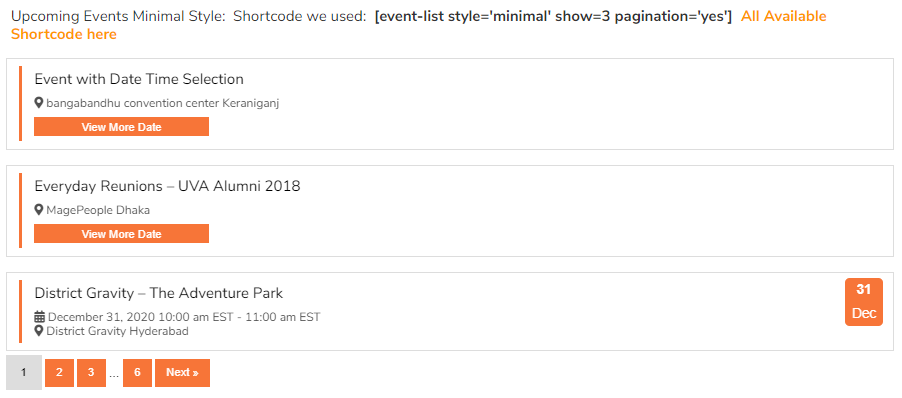 Upcoming Events Minimal Style:  Shortcode we used:  [event-list style='minimal' show=3 pagination='yes']  All Available
Shortcode here
Event with Date Time Selection
bangabandhu convention center Keraniganj
View More Date
Everyday Reunions – UVA Alumni 2018
MagePeople Dhaka
View More Date
District Gravity – The Adventure Park
31
Dec
December 31, 2020 10:00 am EST - 11:00 am EST
District Gravity Hyderabad
1 2 3 ... 6 Next »